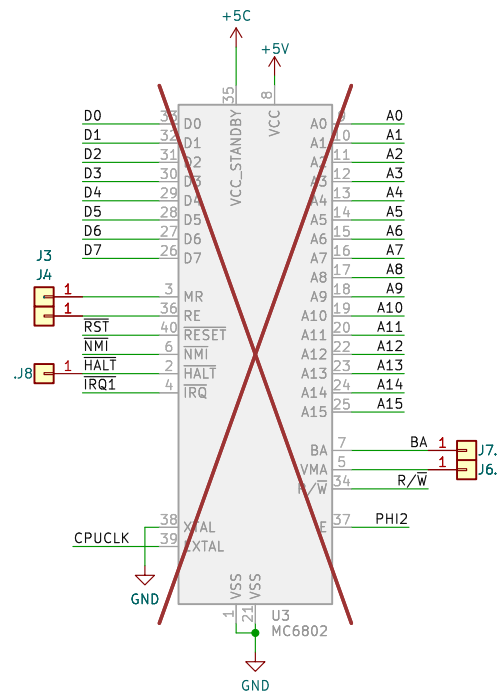 +5C
+5V
35
8
VCC_STANDBY
VCC
D0 33 D0
D1 32 D1
D2 31 D2
D3 30 D3
D4 29 D4
D5 28 D5
D6 27 D6
D7 26 D7
J3
J4
1 3 MR
1 36 RE
RST 40 RESET
NMI 6 NMI
.J8 1 HALT 2 HALT
IRQ1 4 IRQ
38 XTAL
CPUCLK 39 EXTAL
GND
A0 9 A0
A1 10 A1
A2 11 A2
A3 12 A3
A4 13 A4
A5 14 A5
A6 15 A6
A7 16 A7
A8 17 A8
A9 18 A9
A10 19 A10
A11 20 A11
A12 22 A12
A13 23 A13
A14 24 A14
A15 25 A15
BA 7 BA 1 J7.
VMA 5 1 J6.
R/W 34 R/W
E 37 PHI2
VSS
VSS
1
21
U3
MC6802
GND